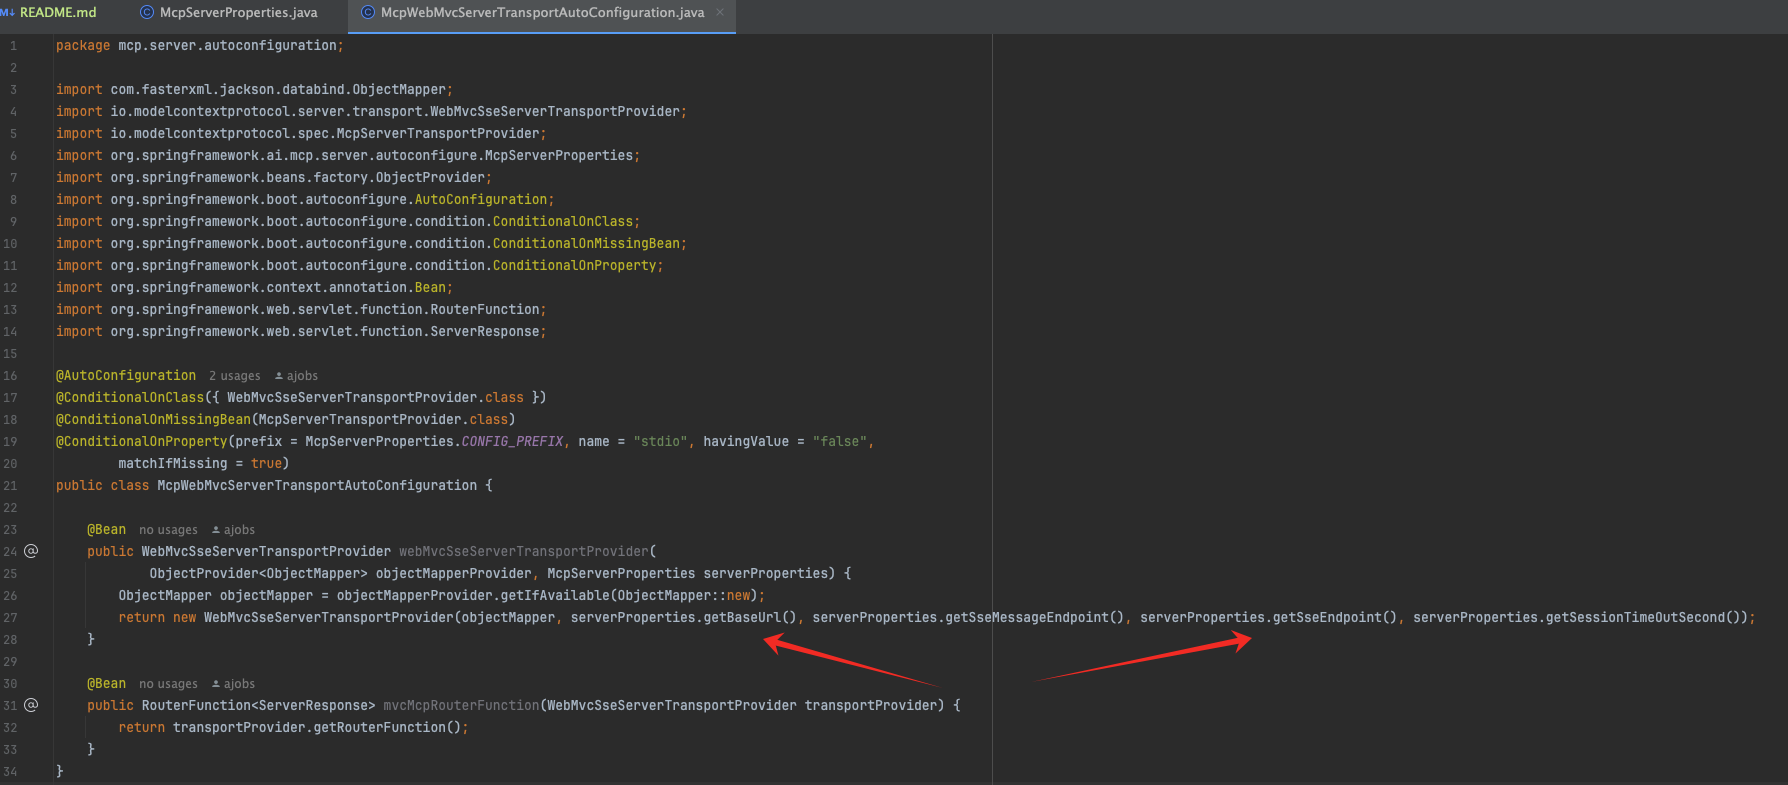 M↓ README.md McpServerProperties.java McpWebMvcServerTransportAutoConfiguration.java
1 package mcp.server.autoconfiguration;
2
3 import com.fasterxml.jackson.databind.ObjectMapper;
4 import io.modelcontextprotocol.server.transport.WebMvcSseServerTransportProvider;
5 import io.modelcontextprotocol.spec.McpServerTransportProvider;
6 import org.springframework.ai.mcp.server.autoconfigure.McpServerProperties;
7 import org.springframework.beans.factory.ObjectProvider;
8 import org.springframework.boot.autoconfigure.AutoConfiguration;
9 import org.springframework.boot.autoconfigure.condition.ConditionalOnClass;
10 import org.springframework.boot.autoconfigure.condition.ConditionalOnMissingBean;
11 import org.springframework.boot.autoconfigure.condition.ConditionalOnProperty;
12 import org.springframework.context.annotation.Bean;
13 import org.springframework.web.servlet.function.RouterFunction;
14 import org.springframework.web.servlet.function.ServerResponse;
15
16 @AutoConfiguration 2 usages ajobs
17 @ConditionalOnClass({ WebMvcSseServerTransportProvider.class })
18 @ConditionalOnMissingBean(McpServerTransportProvider.class)
19 @ConditionalOnProperty(prefix = McpServerProperties.CONFIG_PREFIX, name = "stdio", havingValue = "false",
20 matchIfMissing = true)
21 public class McpWebMvcServerTransportAutoConfiguration {
22
23 @Bean no usages ajobs
24 public WebMvcSseServerTransportProvider webMvcSseServerTransportProvider(
25 ObjectProvider<ObjectMapper> objectMapperProvider, McpServerProperties serverProperties) {
26 ObjectMapper objectMapper = objectMapperProvider.getIfAvailable(ObjectMapper::new);
27 return new WebMvcSseServerTransportProvider(objectMapper, serverProperties.getBaseUrl(), serverProperties.getSseMessageEndpoint(), serverProperties.getSseEndpoint(), serverProperties.getSessionTimeOutSecond());
28 }
29
30 @Bean no usages ajobs
31 public RouterFunction<ServerResponse> mvcMcpRouterFunction(WebMvcSseServerTransportProvider transportProvider) {
32 return transportProvider.getRouterFunction();
33 }
34 }